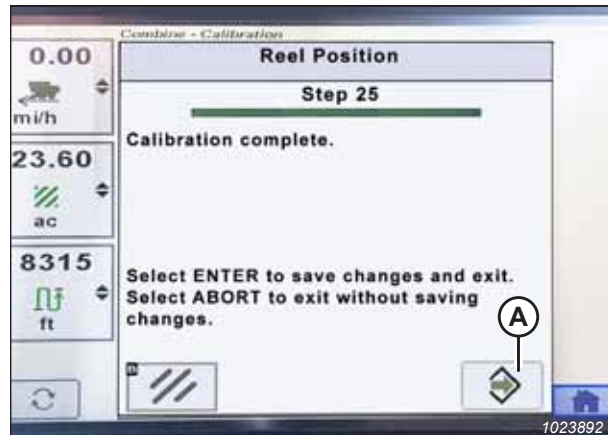 Combine - Calibration
0.00
mi/h
23.60
ac
8315
ft
Reel Position
Step 25
Calibration complete.
Select ENTER to save changes and exit.
Select ABORT to exit without saving
changes.
A
1023892